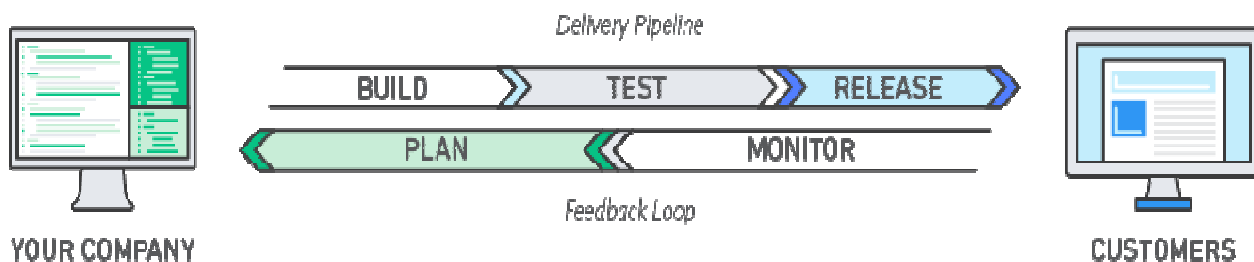 Delivery Pipeline
BUILD TEST RELEASE
PLAN MONITOR
Feedback Loop
YOUR COMPANY CUSTOMERS